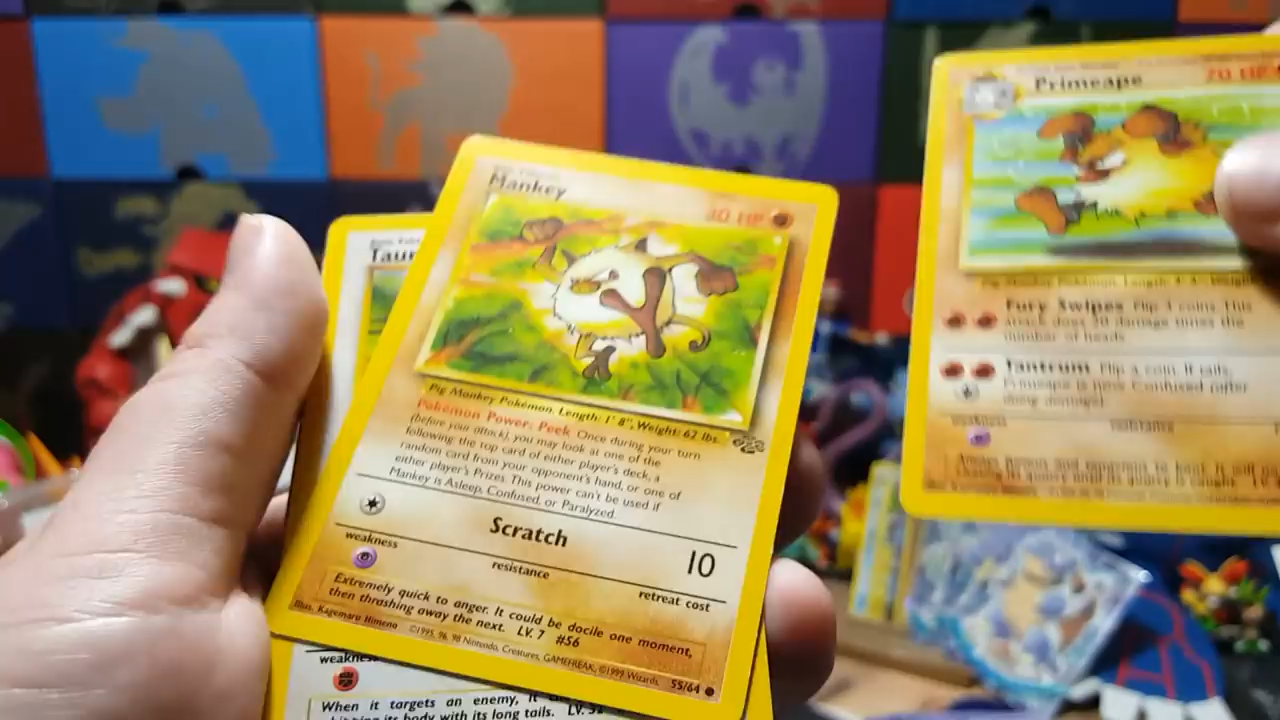 Mankey
30 HP
Pig Monkey Pokémon. Length: 1' 8", Weight: 62 lbs.
Pokémon Power: Peek Once during your turn
(before your attack), you may look at one of the
following: the top card of either player's deck, a
random card from your opponent's hand, or one of
either player's Prizes. This power can't be used if
Mankey is Asleep, Confused, or Paralyzed.
Scratch
10
weakness
resistance
retreat cost
Extremely quick to anger. It could be docile one moment,
then thrashing away the next. LV. 7 #56
Illus. Kagemaru Himeno ©1995, 96, 98 Nintendo, Creatures, GAMEFREAK. ©1999 Wizards. 55/64
Taur
weakness
When it targets an enemy, it
its body with its long tails. LV. 32
Primeape
70 HP
Fury Swipes Flip 3 coins. This
attack does 20 damage times the
number of heads.
Tantrum Flip a coin. If tails,
Primeape is now Confused (after
doing damage).
weakness
resistance